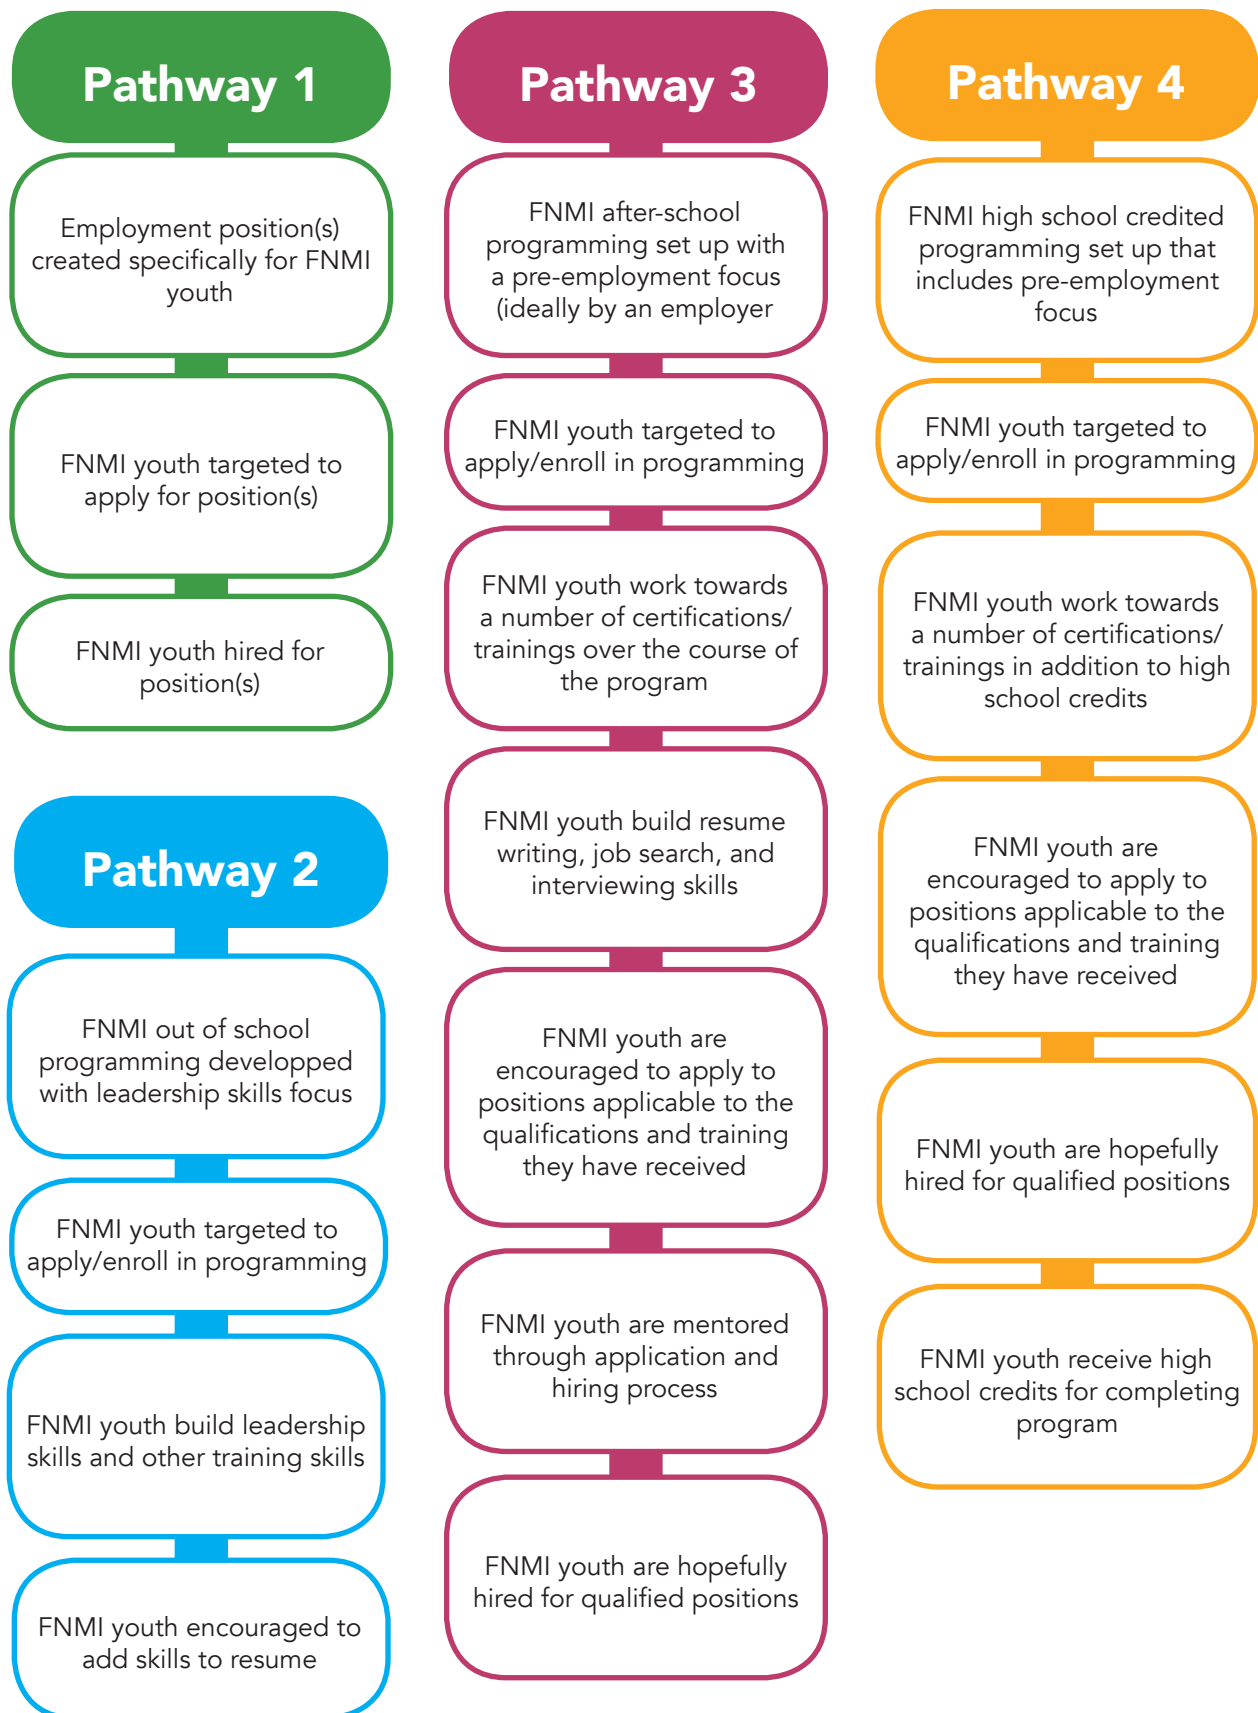 Pathway 1
Employment position(s)
created specifically for FNMI
youth
FNMI youth targeted to
apply for position(s)
FNMI youth hired for
position(s)
Pathway 2
FNMI out of school
programming developped
with leadership skills focus
FNMI youth targeted to
apply/enroll in programming
FNMI youth build leadership
skills and other training skills
FNMI youth encouraged to
add skills to resume
Pathway 3
FNMI after-school
programming set up with
a pre-employment focus
(ideally by an employer
FNMI youth targeted to
apply/enroll in programming
FNMI youth work towards
a number of certifications/
trainings over the course of
the program
FNMI youth build resume
writing, job search, and
interviewing skills
FNMI youth are
encouraged to apply to
positions applicable to the
qualifications and training
they have received
FNMI youth are mentored
through application and
hiring process
FNMI youth are hopefully
hired for qualified positions
Pathway 4
FNMI high school credited
programming set up that
includes pre-employment
focus
FNMI youth targeted to
apply/enroll in programming
FNMI youth work towards
a number of certifications/
trainings in addition to high
school credits
FNMI youth are
encouraged to apply to
positions applicable to the
qualifications and training
they have received
FNMI youth are hopefully
hired for qualified positions
FNMI youth receive high
school credits for completing
program